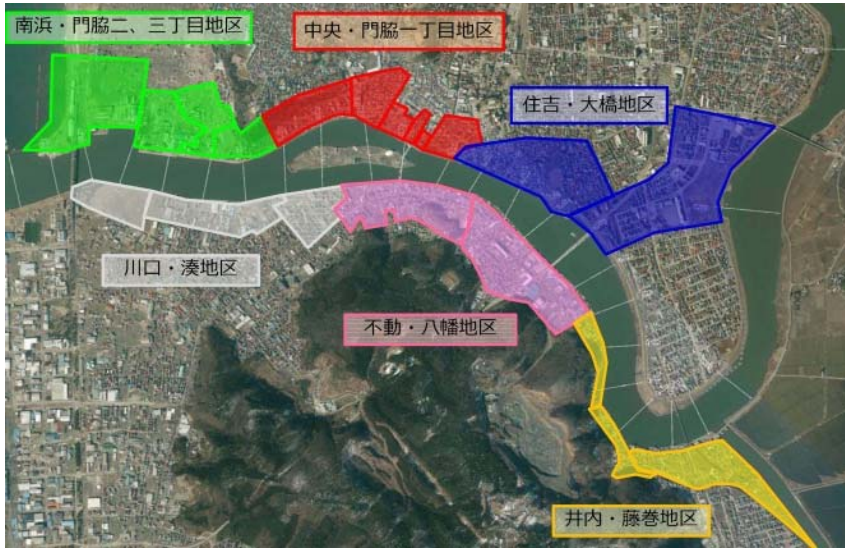 南浜・門脇二、三丁目地区
中央・門脇一丁目地区
住吉・大橋地区
川口・湊地区
不動・八幡地区
井内・藤巻地区